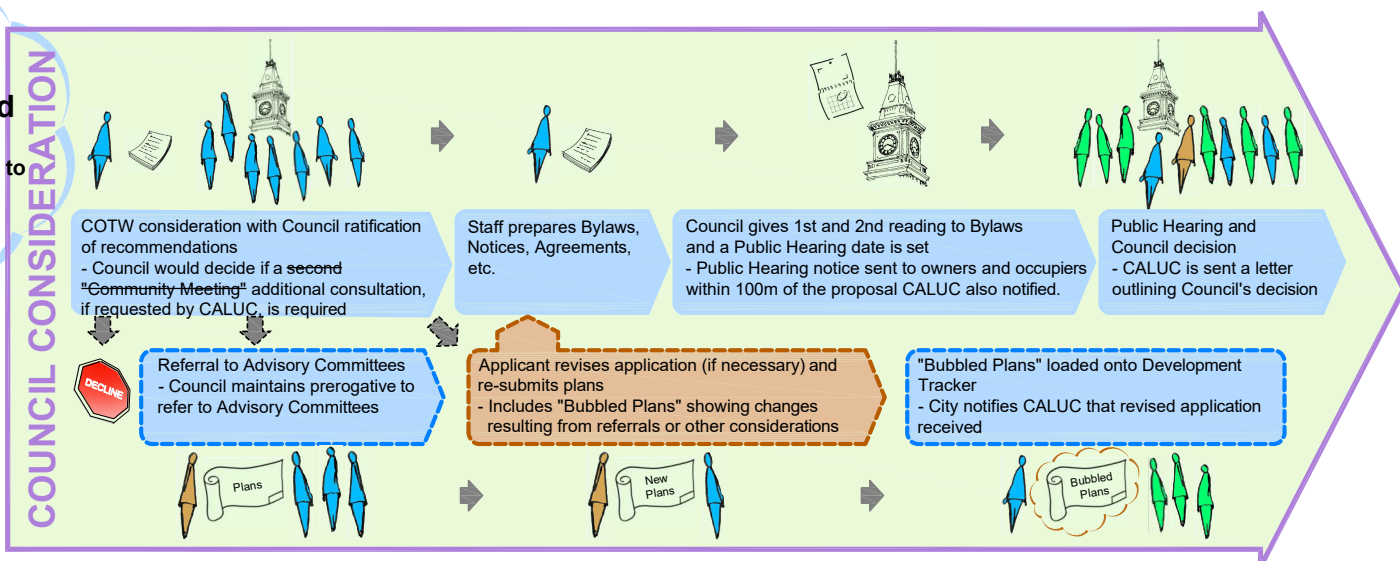 COUNCIL CONSIDERATION
d
to
COTW consideration with Council ratification
of recommendations
- Council would decide if a second
"Community Meeting" additional consultation,
if requested by CALUC, is required
Staff prepares Bylaws,
Notices, Agreements,
etc.
Council gives 1st and 2nd reading to Bylaws
and a Public Hearing date is set
- Public Hearing notice sent to owners and occupiers
within 100m of the proposal CALUC also notified.
Public Hearing and
Council decision
- CALUC is sent a letter
outlining Council's decision
DECLINE
Referral to Advisory Committees
- Council maintains prerogative to
refer to Advisory Committees
Applicant revises application (if necessary) and
re-submits plans
- Includes "Bubbled Plans" showing changes
resulting from referrals or other considerations
"Bubbled Plans" loaded onto Development
Tracker
- City notifies CALUC that revised application
received
Plans
New
Plans
Bubbled
Plans